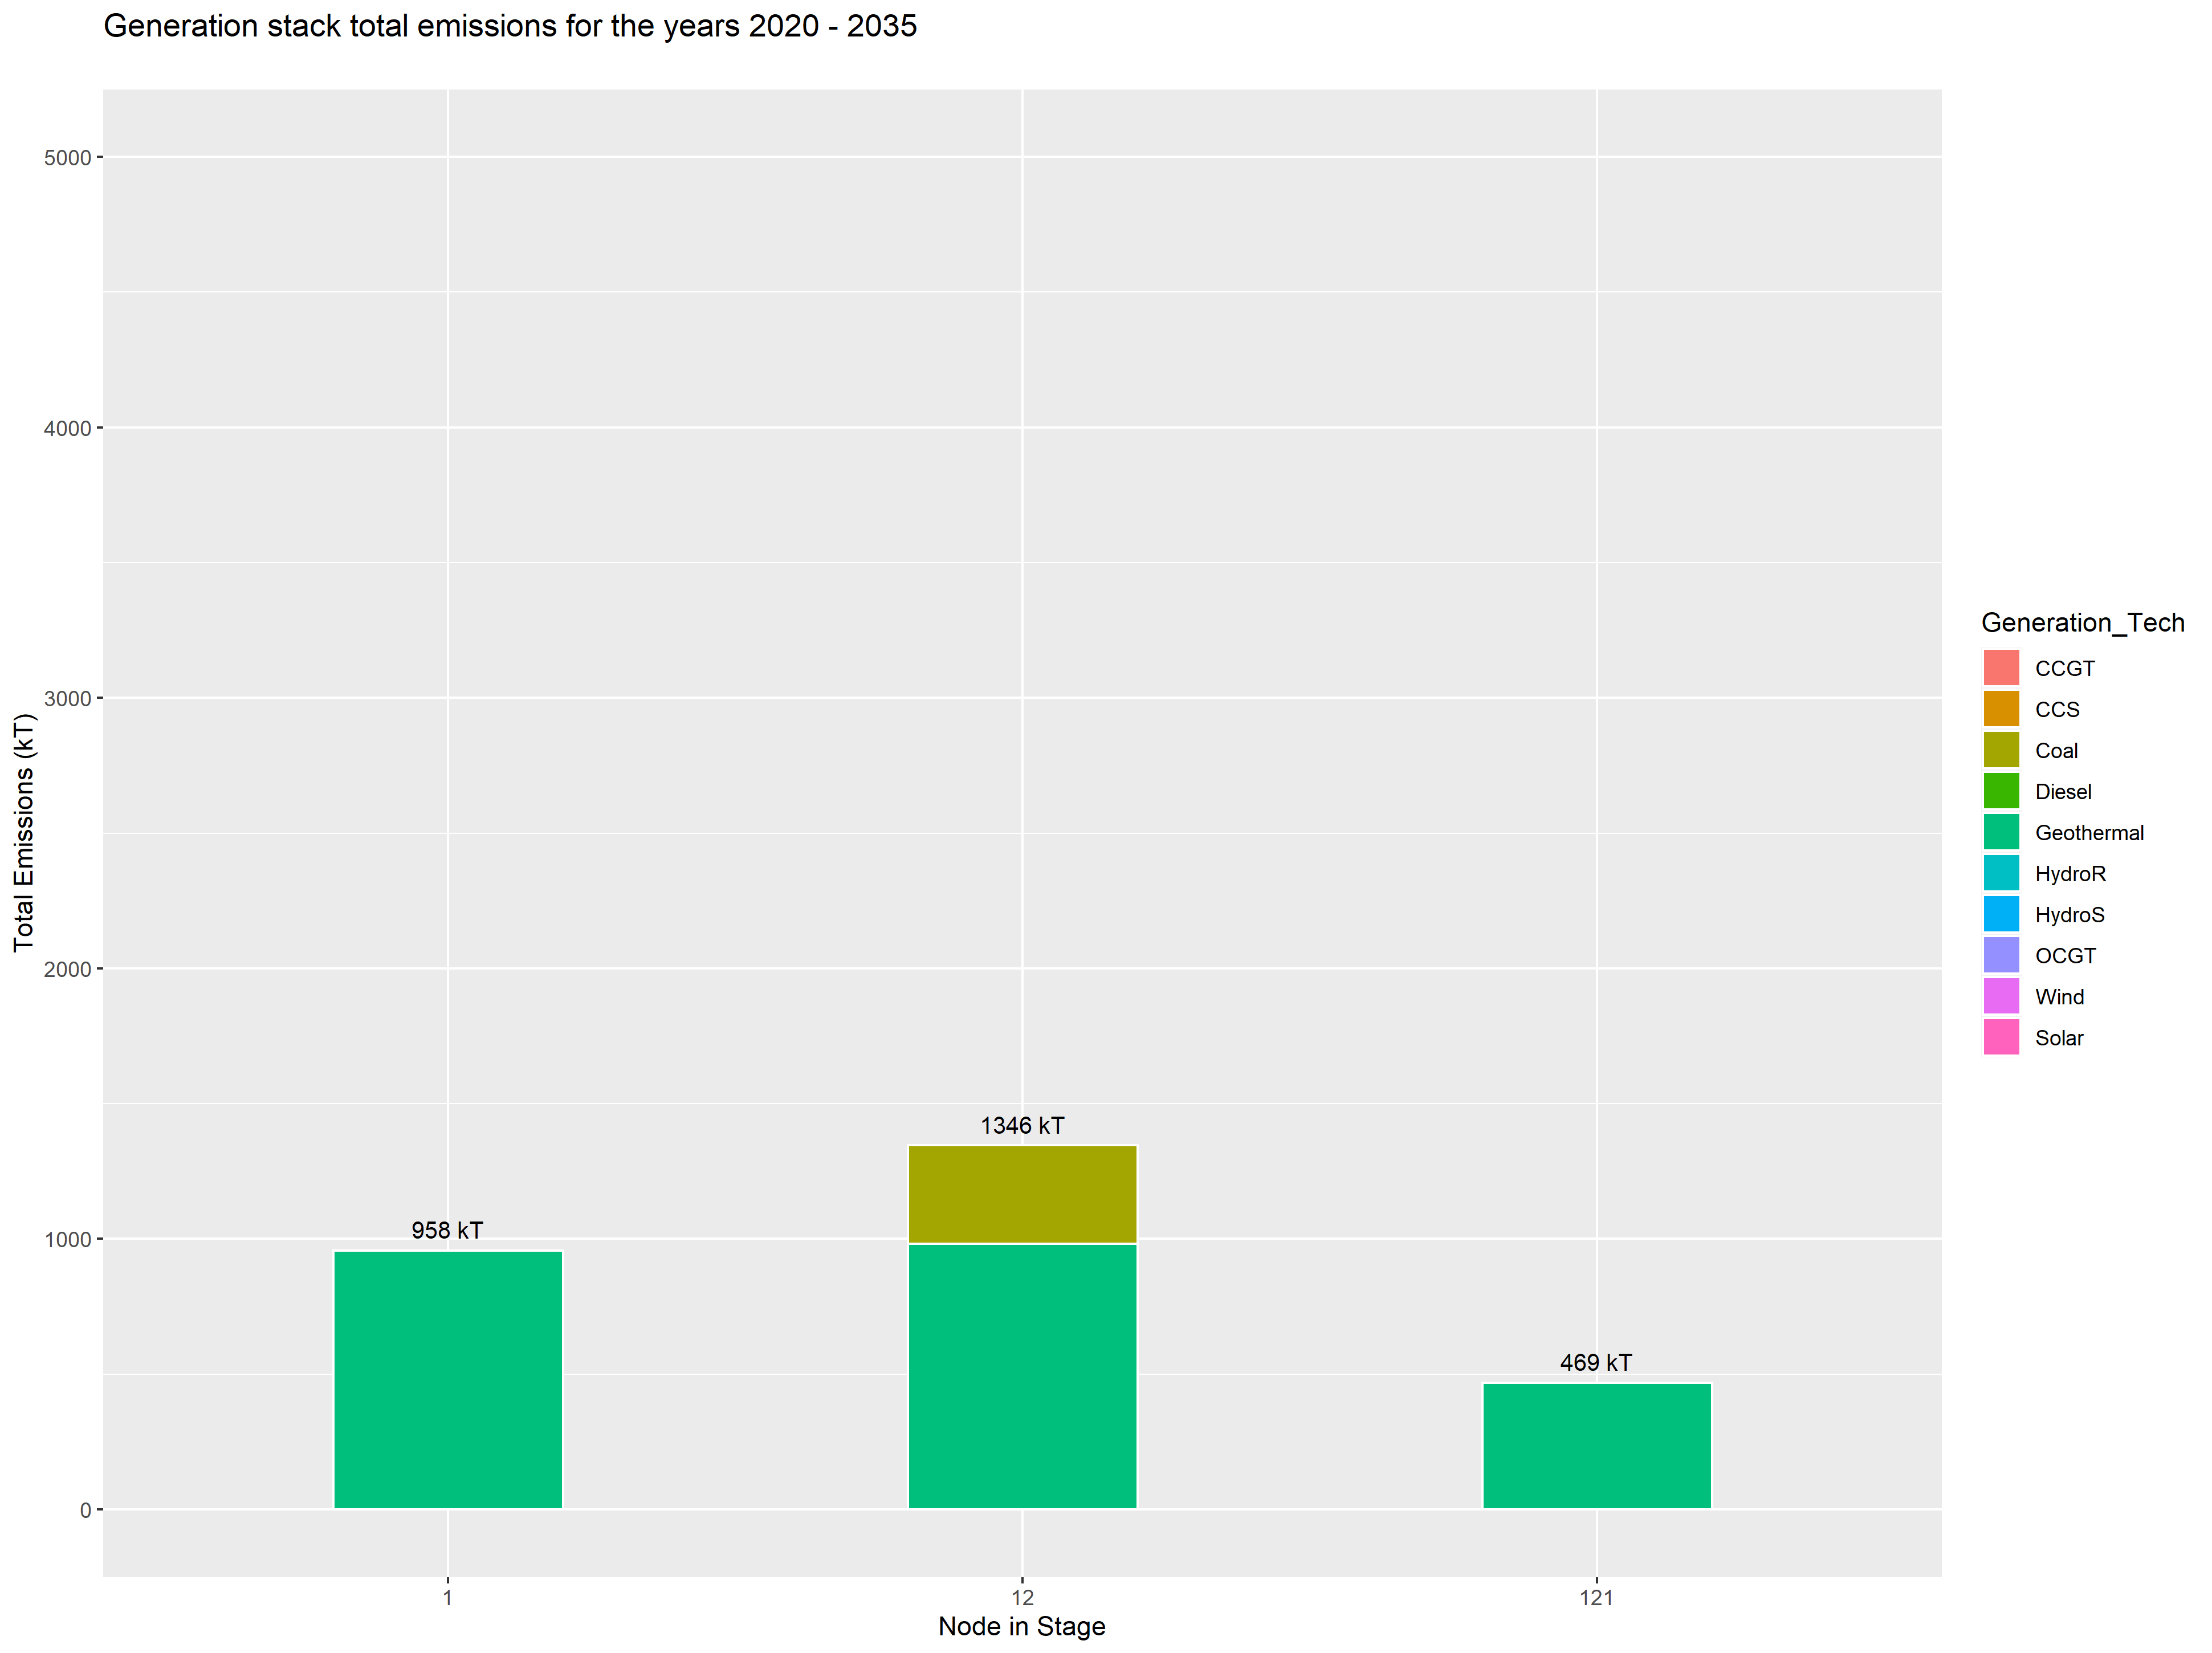 Generation stack total emissions for the years 2020 - 2035
5000
4000
3000
2000
1000
0
Total Emissions (kT)
958 kT
1346 kT
469 kT
1
12
121
Node in Stage
Generation_Tech
CCGT
CCS
Coal
Diesel
Geothermal
HydroR
HydroS
OCGT
Wind
Solar